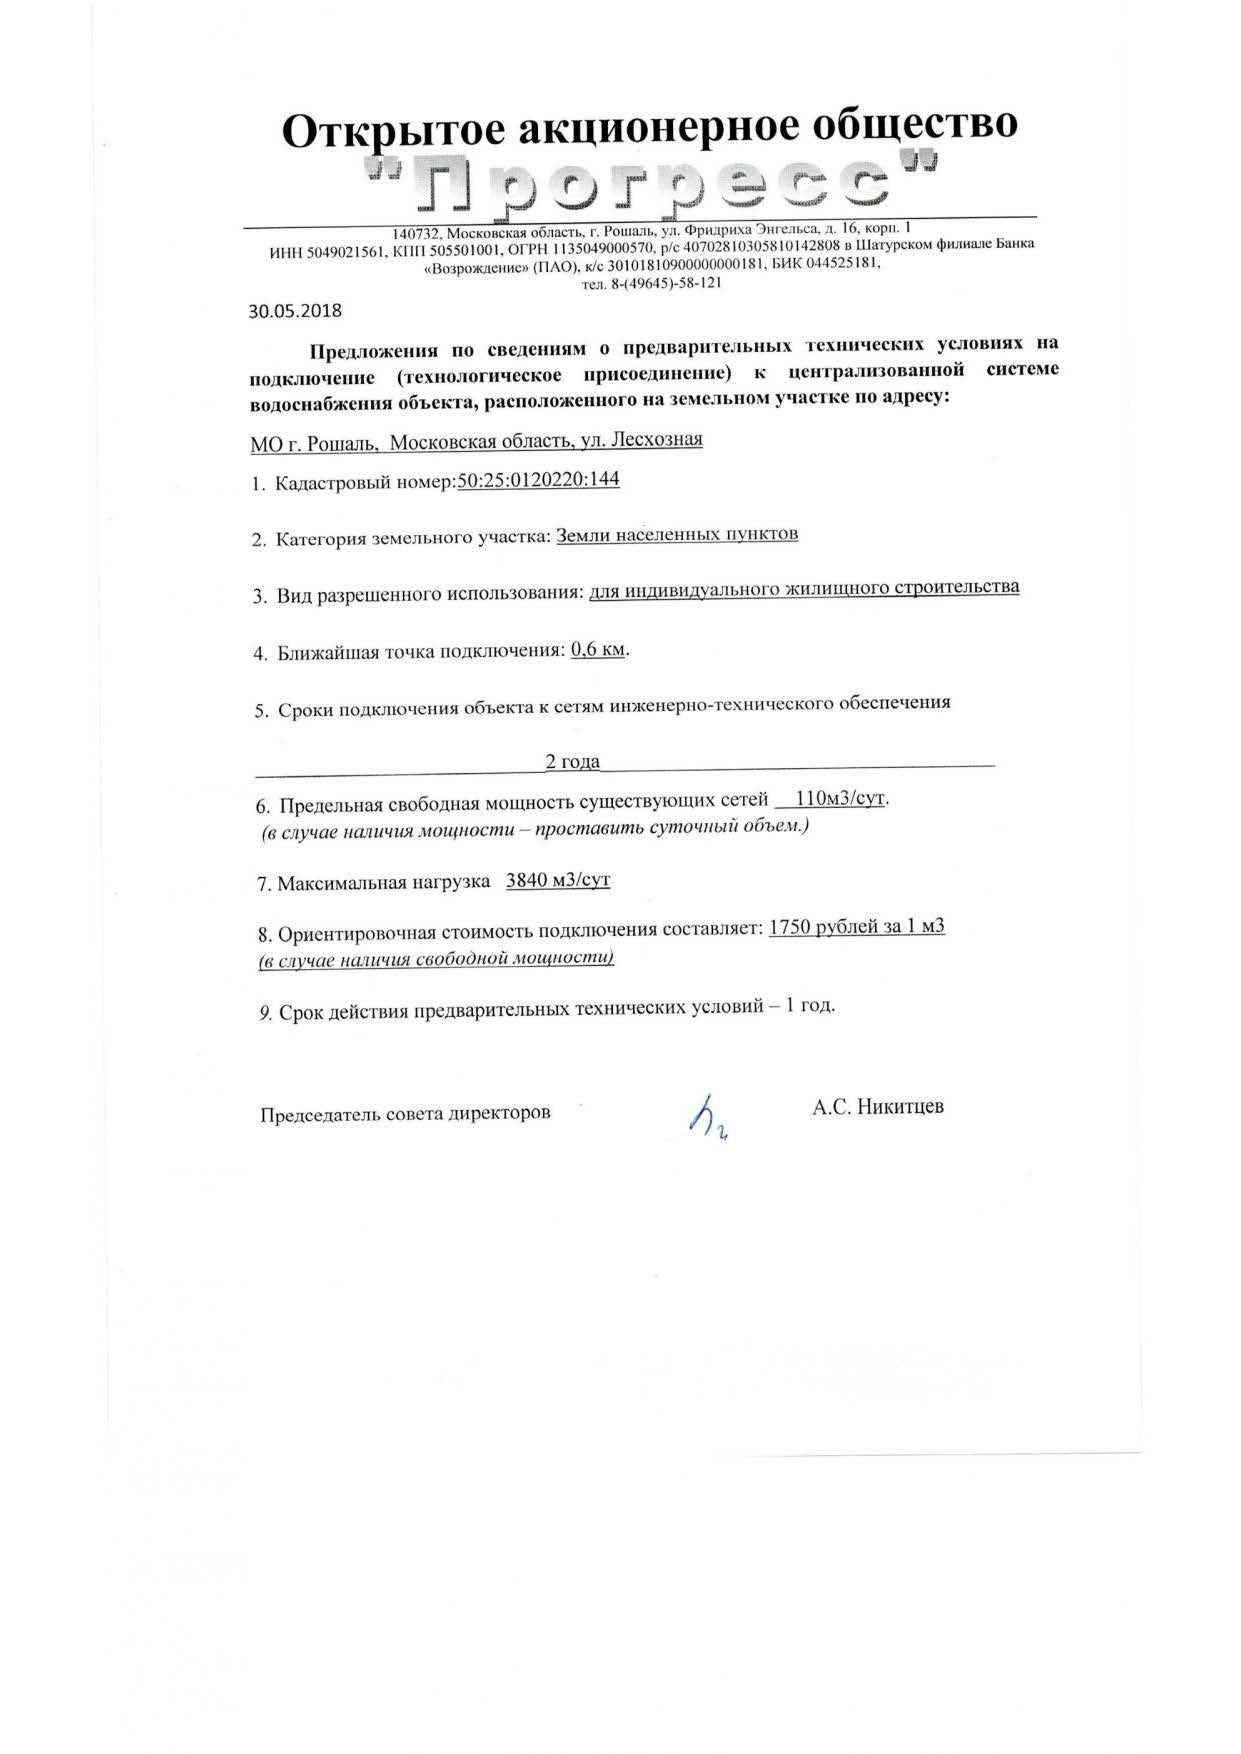 Открытое акционерное общество
"Прогресс"
140732, Московская область, г. Рошаль, ул. Фридриха Энгельса, д. 16, корп. 1
ИНН 5049021561, КПП 505501001, ОГРН 1135049000570, р/с 40702810305810142808 в Шатурском филиале Банка
«Возрождение» (ПАО), к/с 30101810900000000181, БИК 044525181,
тел. 8-(49645)-58-121
30.05.2018
Предложения по сведениям о предварительных технических условиях на
подключение (технологическое присоединение) к централизованной системе
водоснабжения объекта, расположенного на земельном участке по адресу:
МО г. Рошаль, Московская область, ул. Лесхозная
1. Кадастровый номер:50:25:0120220:144
2. Категория земельного участка: Земли населенных пунктов
3. Вид разрешенного использования: для индивидуального жилищного строительства
4. Ближайшая точка подключения: 0,6 км.
5. Сроки подключения объекта к сетям инженерно-технического обеспечения
2 года
6. Предельная свободная мощность существующих сетей __110м3/сут.
(в случае наличия мощности – проставить суточный объем.)
7. Максимальная нагрузка 3840 м3/сут
8. Ориентировочная стоимость подключения составляет: 1750 рублей за 1 м3
(в случае наличия свободной мощности)
9. Срок действия предварительных технических условий – 1 год.
Председатель совета директоров А.С. Никитцев